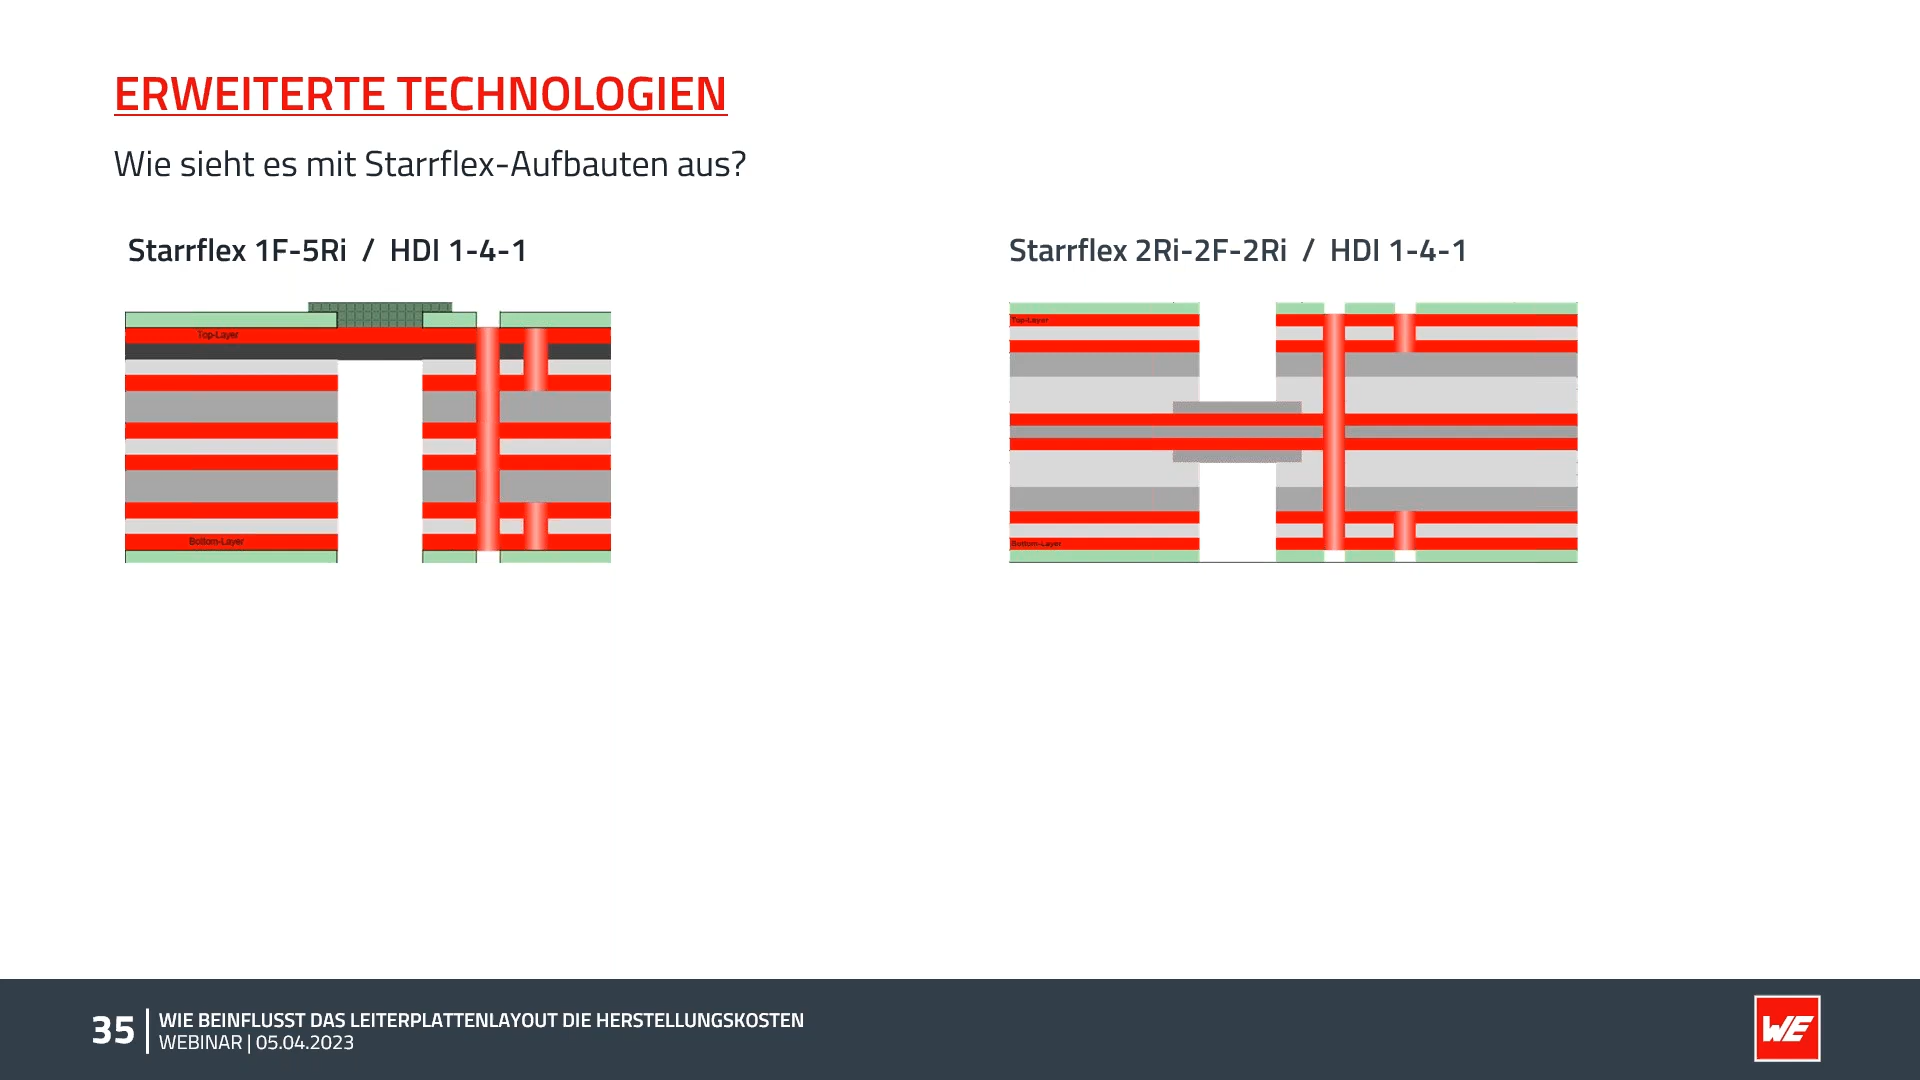 ERWEITERTE TECHNOLOGIEN
Wie sieht es mit Starrflex-Aufbauten aus?
Starrflex 1F-5Ri / HDI 1-4-1
Starrflex 2Ri-2F-2Ri / HDI 1-4-1
Top-Layer
Bottom-Layer
Top-Layer
Bottom-Layer
35
WIE BEINFLUSST DAS LEITERPLATTENLAYOUT DIE HERSTELLUNGSKOSTEN
WEBINAR | 05.04.2023
WE